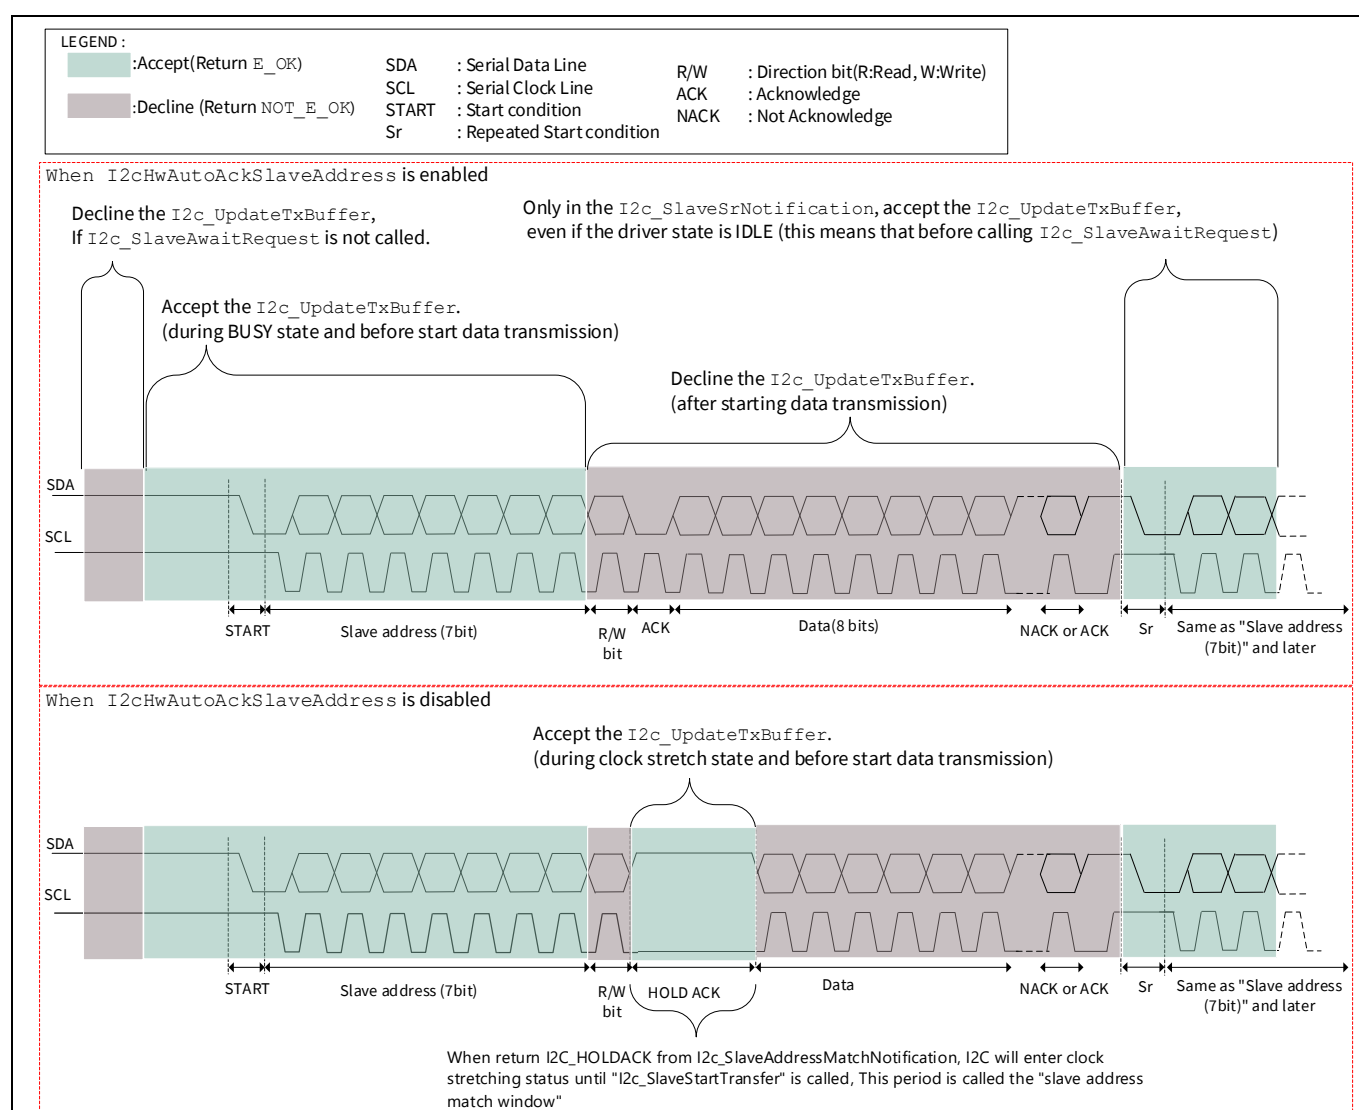 LEGEND :
:Accept(Return E_OK)
:Decline (Return NOT_E_OK)
SDA : Serial Data Line
SCL : Serial Clock Line
START : Start condition
Sr : Repeated Start condition
R/W : Direction bit(R:Read, W:Write)
ACK : Acknowledge
NACK : Not Acknowledge
When I2cHwAutoAckSlaveAddress is enabled
Decline the I2c_UpdateTxBuffer,
If I2c_SlaveAwaitRequest is not called.
Only in the I2c_SlaveSrNotification, accept the I2c_UpdateTxBuffer,
even if the driver state is IDLE (this means that before calling I2c_SlaveAwaitRequest)
Accept the I2c_UpdateTxBuffer.
(during BUSY state and before start data transmission)
Decline the I2c_UpdateTxBuffer.
(after starting data transmission)
SDA
SCL
START
Slave address (7bit)
R/W
bit
ACK
Data(8 bits)
NACK or ACK
Sr
Same as "Slave address
(7bit)" and later
When I2cHwAutoAckSlaveAddress is disabled
Accept the I2c_UpdateTxBuffer.
(during clock stretch state and before start data transmission)
SDA
SCL
START
Slave address (7bit)
R/W
bit
HOLD ACK
Data
NACK or ACK
Sr
Same as "Slave address
(7bit)" and later
When return I2C_HOLDACK from I2c_SlaveAddressMatchNotification, I2C will enter clock
stretching status until "I2c_SlaveStartTransfer" is called, This period is called the "slave address
match window"